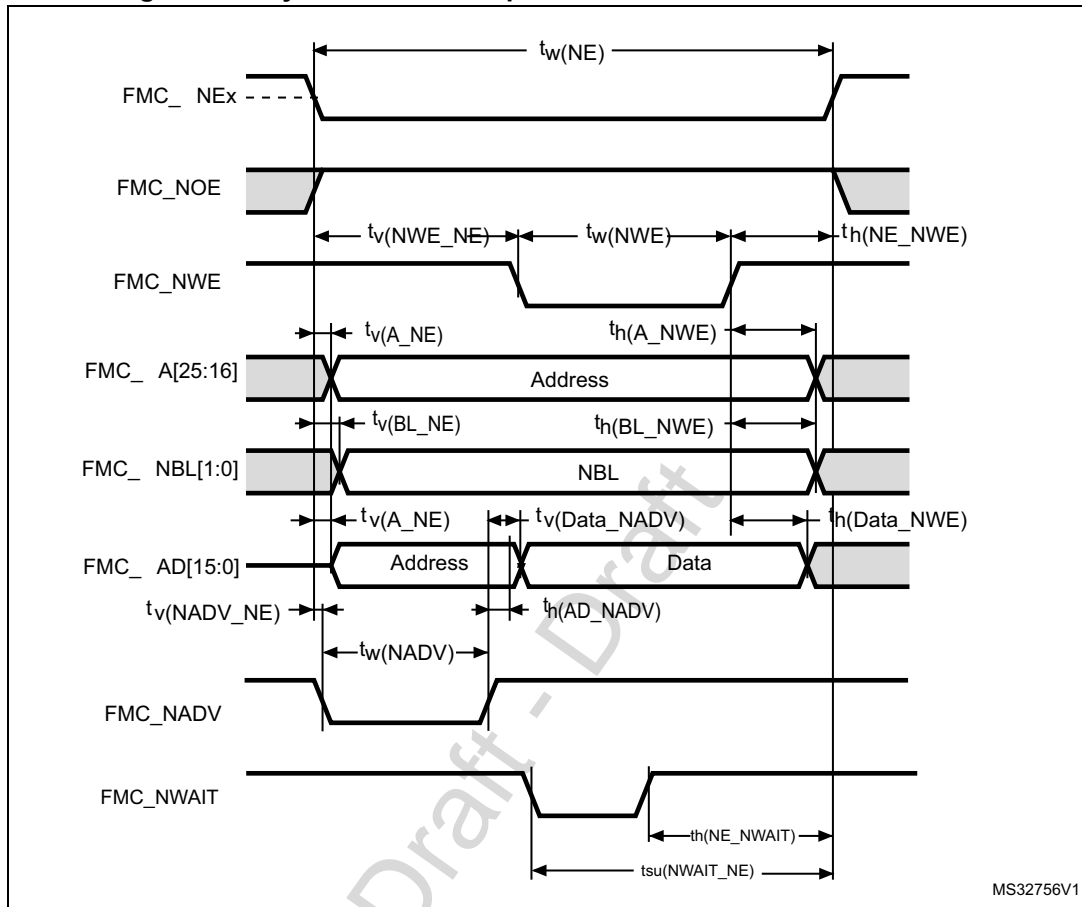 tw(NE)
FMC_ NEx
FMC_NOE
tv(NWE_NE) tw(NWE) th(NE_NWE)
FMC_NWE
tv(A_NE) th(A_NWE)
FMC_ A[25:16] Address
tv(BL_NE) th(BL_NWE)
FMC_ NBL[1:0] NBL
tv(A_NE) tv(Data_NADV) th(Data_NWE)
FMC_ AD[15:0] Address Data
tv(NADV_NE) th(AD_NADV)
tw(NADV)
FMC_NADV
FMC_NWAIT
th(NE_NWAIT)
tsu(NWAIT_NE)
MS32756V1
Draft - Draft